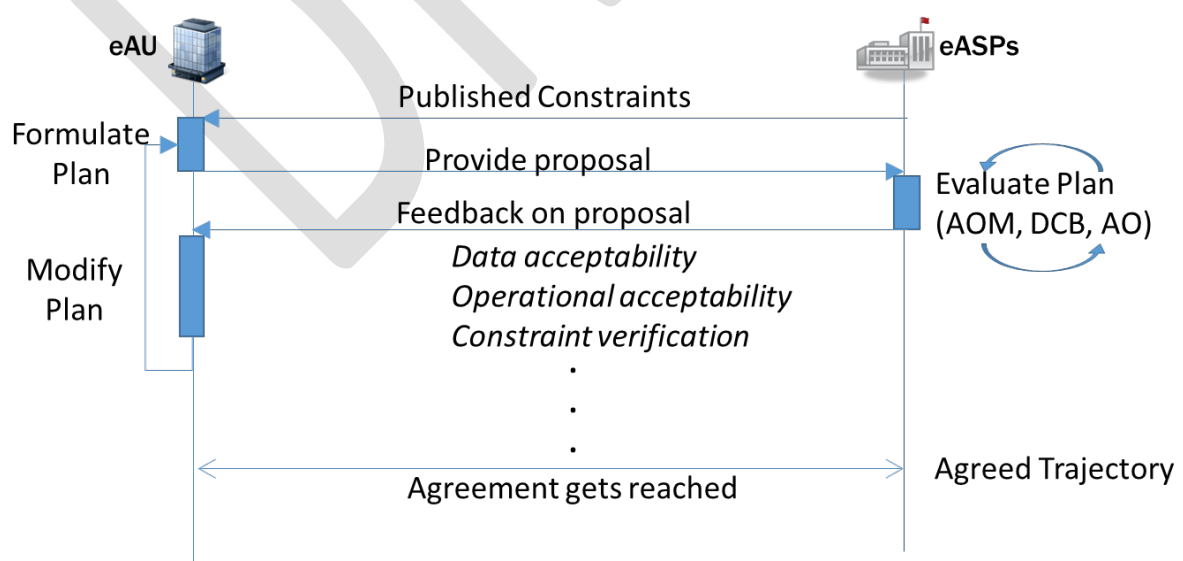 eAU
eASPs
Published Constraints
Formulate
Plan
Provide proposal
Evaluate Plan
(AOM, DCB, AO)
Feedback on proposal
Data acceptability
Operational acceptability
Constraint verification
Modify
Plan
.
.
.
Agreement gets reached
Agreed Trajectory